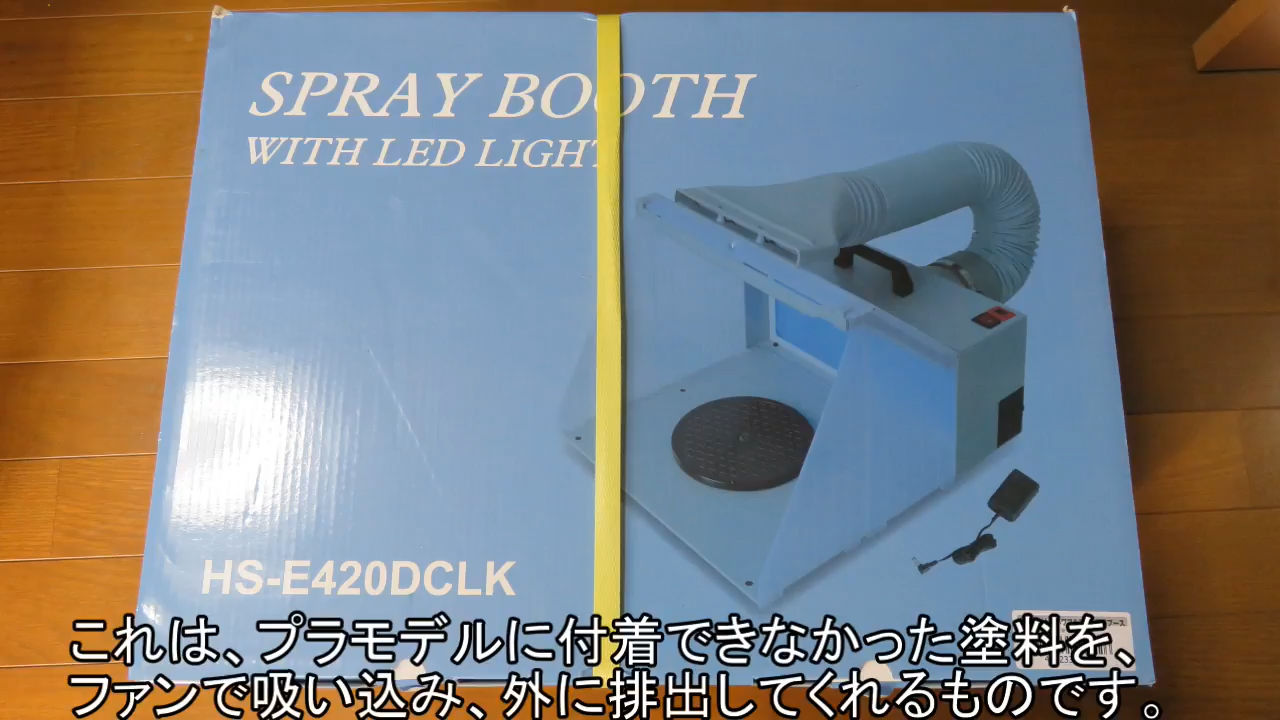 SPRAY BOOTH
WITH LED LIGHT
HS-E420DCLK
これは、プラモデルに付着できなかった塗料を、
ファンで吸い込み、外に排出してくれるものです。